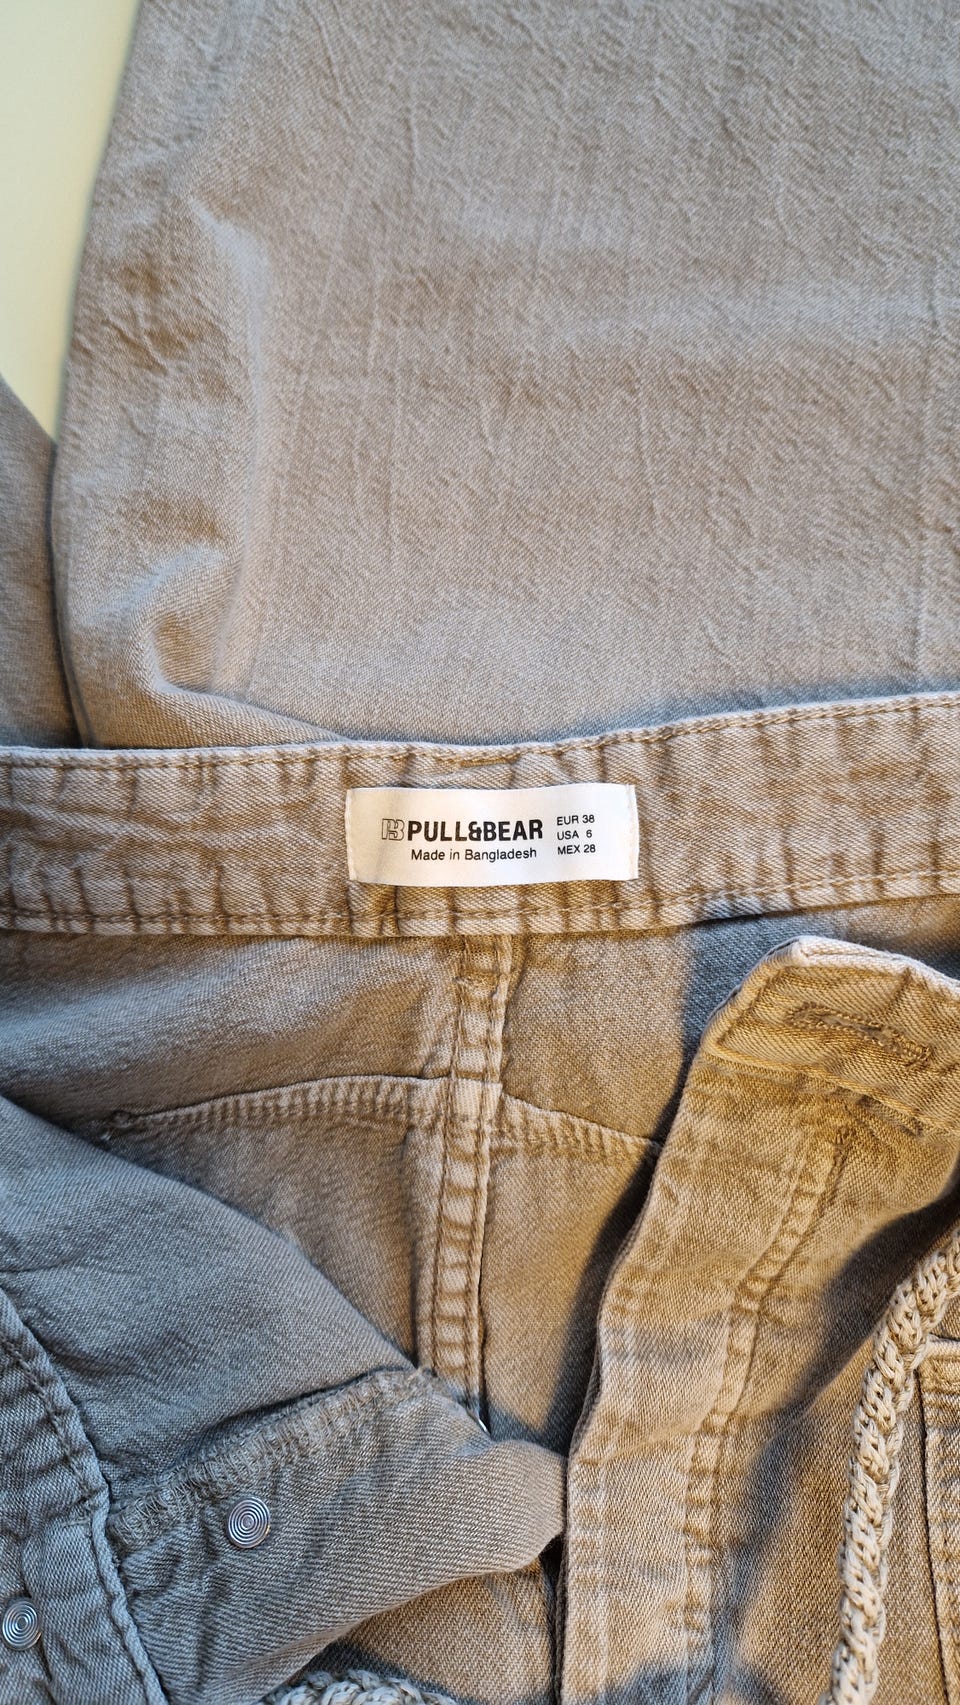 PULL&BEAR
Made in Bangladesh
EUR 38
USA 6
MEX 28